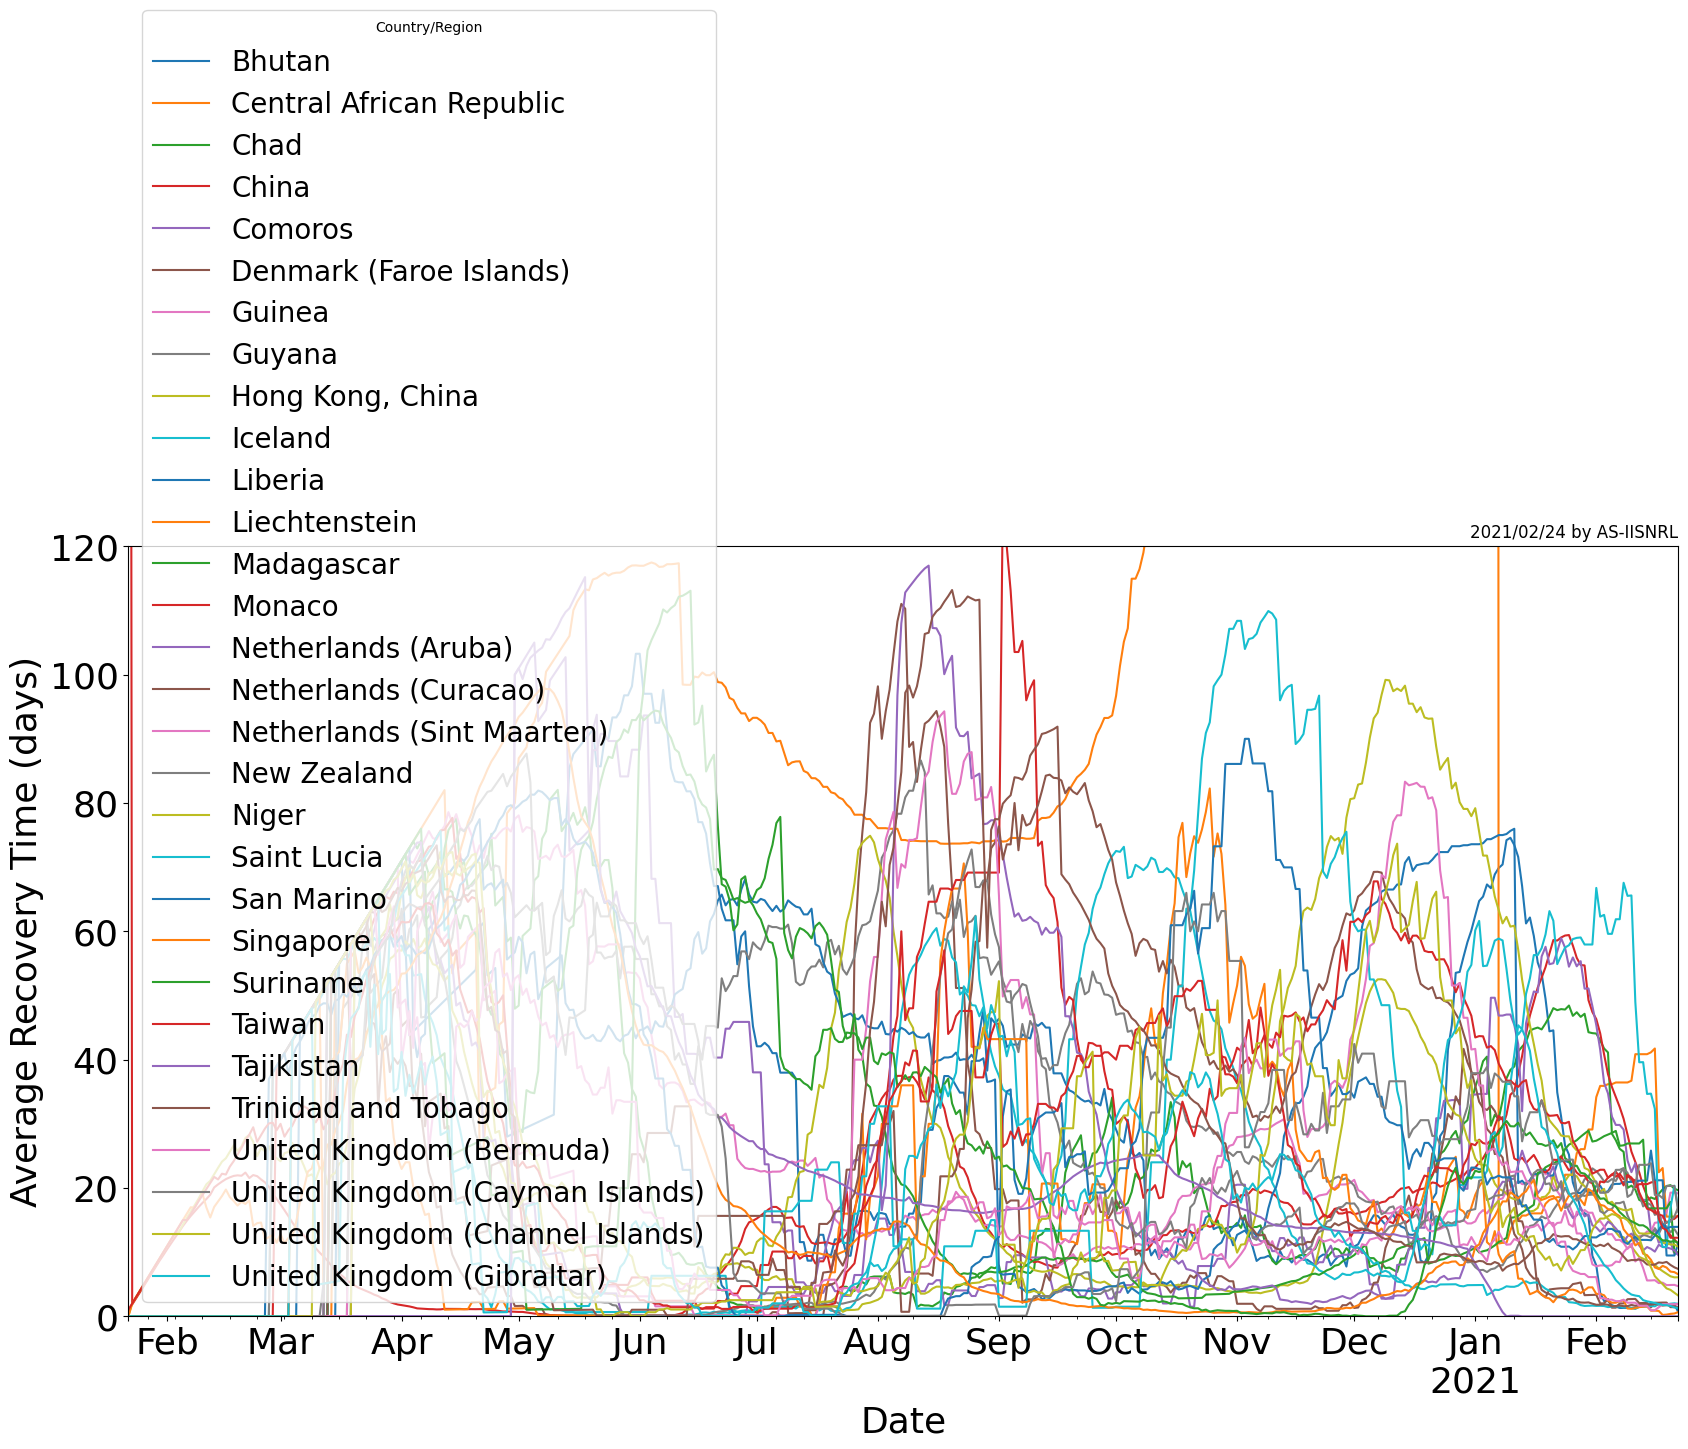 Country/Region
Bhutan
Central African Republic
Chad
China
Comoros
Denmark (Faroe Islands)
Guinea
Guyana
Hong Kong, China
Iceland
Liberia
Liechtenstein
Madagascar
Monaco
Netherlands (Aruba)
Netherlands (Curacao)
Netherlands (Sint Maarten)
New Zealand
Niger
Saint Lucia
San Marino
Singapore
Suriname
Taiwan
Tajikistan
Trinidad and Tobago
United Kingdom (Bermuda)
United Kingdom (Cayman Islands)
United Kingdom (Channel Islands)
United Kingdom (Gibraltar)
2021/02/24 by AS-IISNRL
Average Recovery Time (days)
120
100
80
60
40
20
0
Feb Mar Apr May Jun Jul Aug Sep Oct Nov Dec Jan Feb
2021
Date